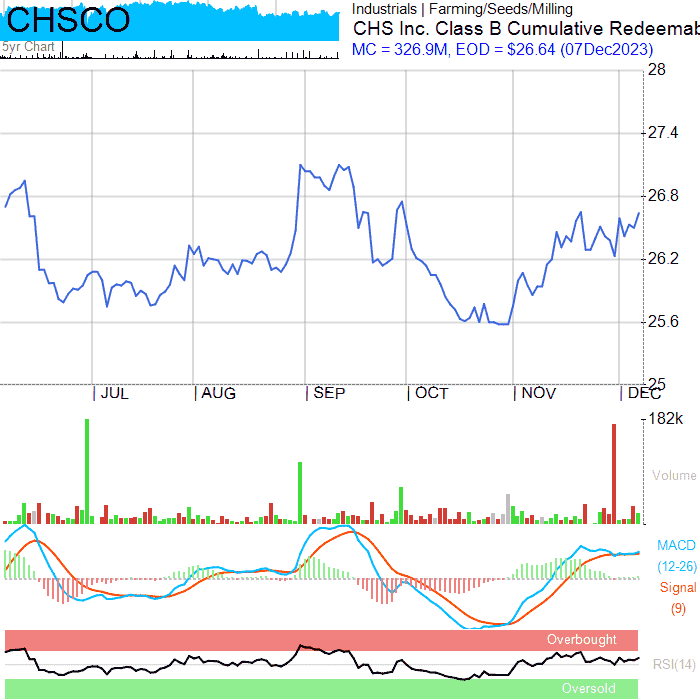 CHSCO
5yr Chart
Industrials | Farming/Seeds/Milling
CHS Inc. Class B Cumulative Redeemab
MC = 326.9M, EOD = $26.64 (07Dec2023)
28
27.4
26.8
26.2
25.6
25
JUL AUG SEP OCT NOV DEC
182k
Volume
MACD
(12-26)
Signal
(9)
Overbought
RSI(14)
Oversold